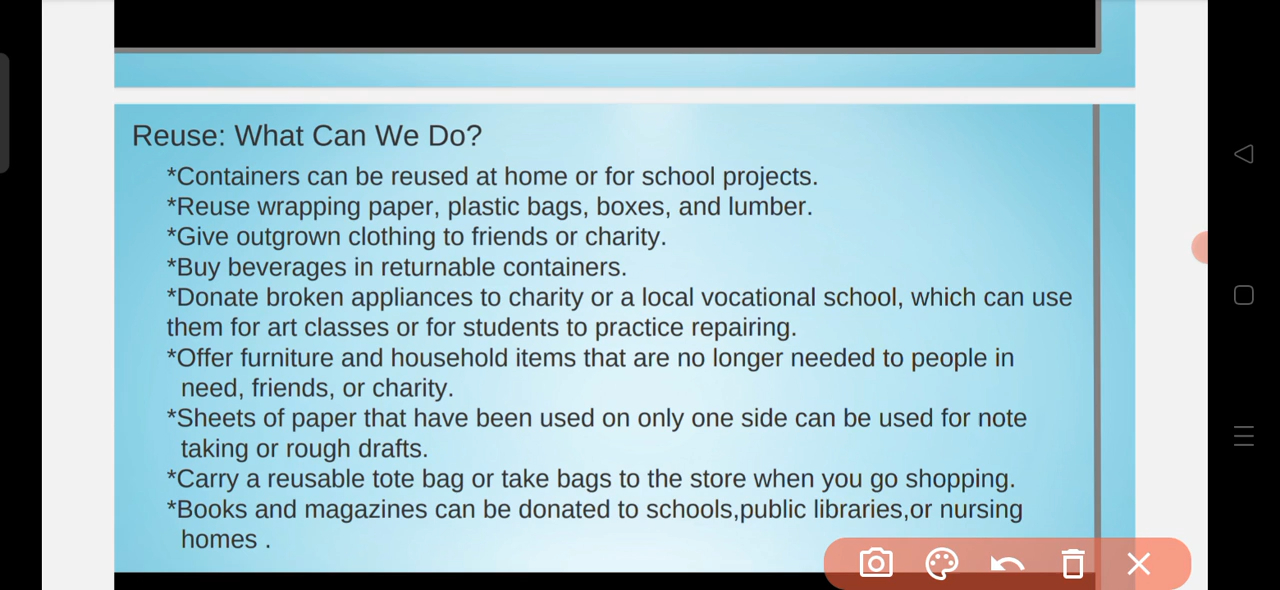 Reuse: What Can We Do?
*Containers can be reused at home or for school projects.
*Reuse wrapping paper, plastic bags, boxes, and lumber.
*Give outgrown clothing to friends or charity.
*Buy beverages in returnable containers.
*Donate broken appliances to charity or a local vocational school, which can use
them for art classes or for students to practice repairing.
*Offer furniture and household items that are no longer needed to people in
need, friends, or charity.
*Sheets of paper that have been used on only one side can be used for note
taking or rough drafts.
*Carry a reusable tote bag or take bags to the store when you go shopping.
*Books and magazines can be donated to schools,public libraries,or nursing
homes .